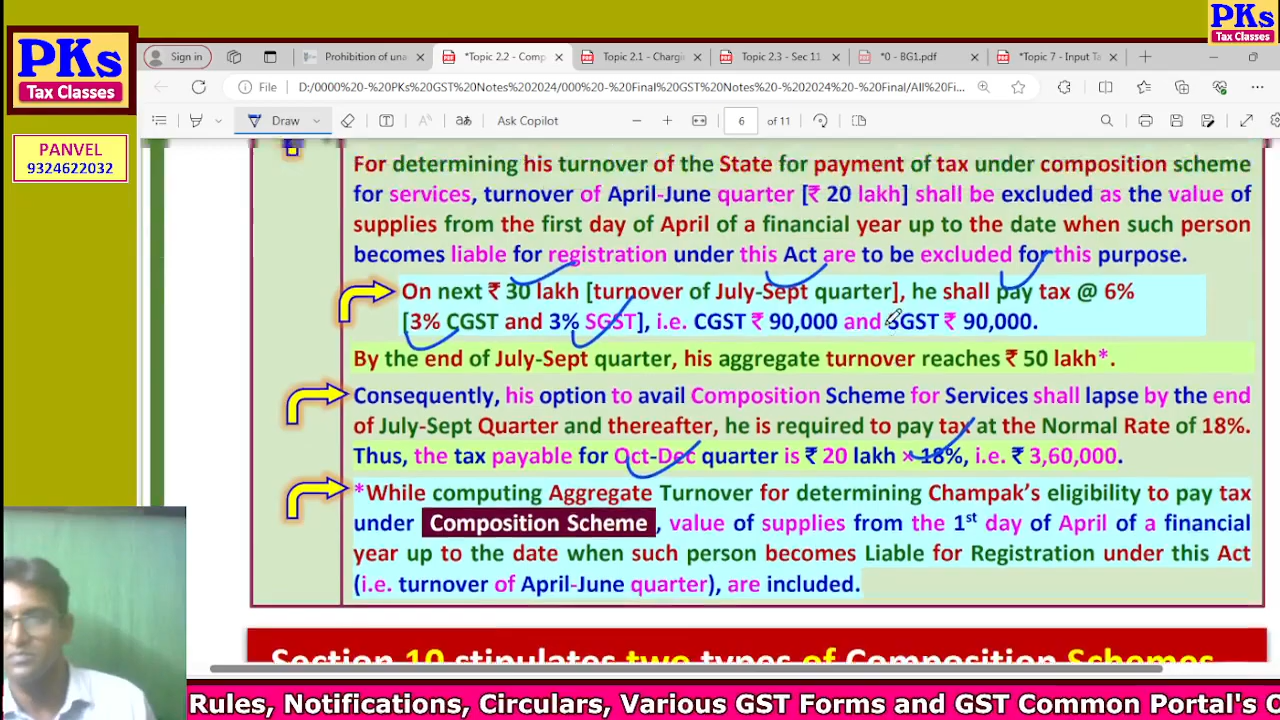 PKs
Tax Classes
PKs
Tax Classes
PANVEL
9324622032
Sign in
Prohibition of una
*Topic 2.2 - Comp
Topic 2.1 - Chargi
Topic 2.3 - Sec 11
*0 - BG1.pdf
*Topic 7 - Input Ta
File D:/0000%20-%20PKs%20GST%20Notes%202024/000%20-%20Final%20GST%20Notes%20%202024%20-%20Final/All%20Fi...
Draw
Ask Copilot
6 of 11
For determining his turnover of the State for payment of tax under composition scheme
for services, turnover of April-June quarter [₹ 20 lakh] shall be excluded as the value of
supplies from the first day of April of a financial year up to the date when such person
becomes liable for registration under this Act are to be excluded for this purpose.
On next ₹ 30 lakh [turnover of July-Sept quarter], he shall pay tax @ 6%
[3% CGST and 3% SGST], i.e. CGST ₹ 90,000 and SGST ₹ 90,000.
By the end of July-Sept quarter, his aggregate turnover reaches ₹ 50 lakh*.
Consequently, his option to avail Composition Scheme for Services shall lapse by the end
of July-Sept Quarter and thereafter, he is required to pay tax at the Normal Rate of 18%.
Thus, the tax payable for Oct-Dec quarter is ₹ 20 lakh × 18%, i.e. ₹ 3,60,000.
*While computing Aggregate Turnover for determining Champak's eligibility to pay tax
under Composition Scheme, value of supplies from the 1st day of April of a financial
year up to the date when such person becomes Liable for Registration under this Act
(i.e. turnover of April-June quarter), are included.
Section 10 stipulates two types of Composition Schemes
Rules, Notifications, Circulars, Various GST Forms and GST Common Portal's